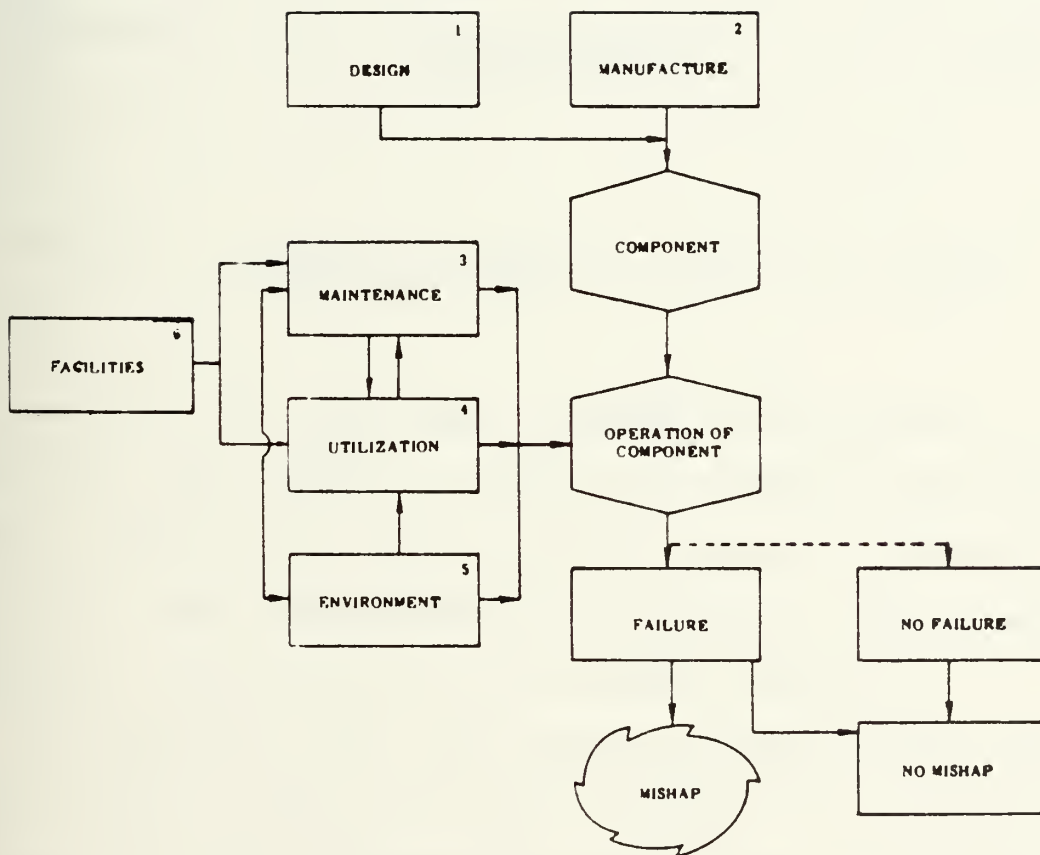 1
DESIGN
2
MANUFACTURE
COMPONENT
3
MAINTENANCE
6
FACILITIES
4
UTILIZATION
OPERATION OF
COMPONENT
5
ENVIRONMENT
FAILURE
NO FAILURE
MISHAP
NO MISHAP